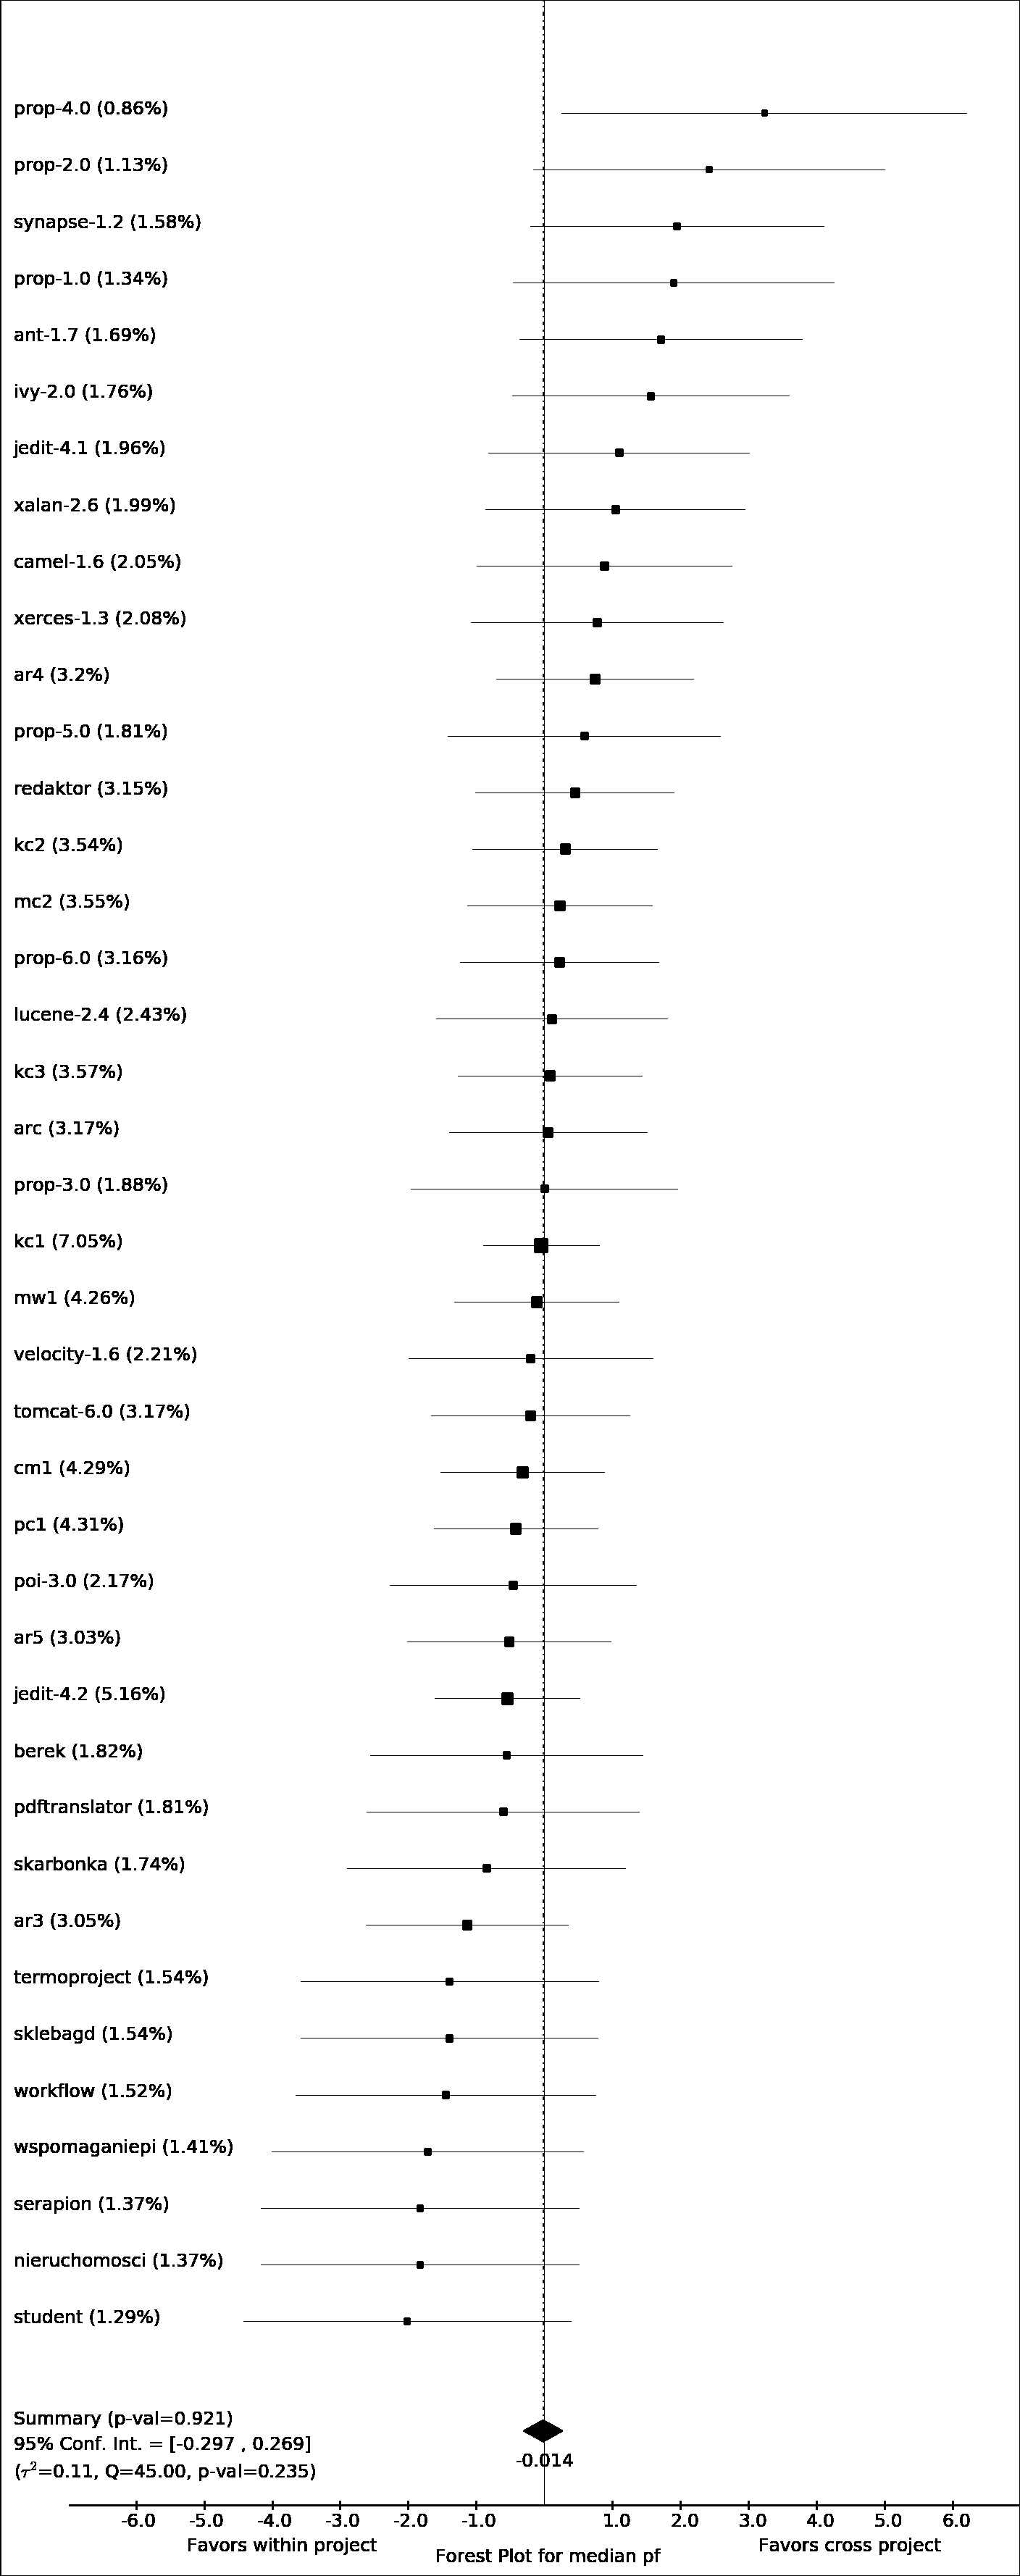 prop-4.0 (0.86%)
prop-2.0 (1.13%)
synapse-1.2 (1.58%)
prop-1.0 (1.34%)
ant-1.7 (1.69%)
ivy-2.0 (1.76%)
jedit-4.1 (1.96%)
xalan-2.6 (1.99%)
camel-1.6 (2.05%)
xerces-1.3 (2.08%)
ar4 (3.2%)
prop-5.0 (1.81%)
redaktor (3.15%)
kc2 (3.54%)
mc2 (3.55%)
prop-6.0 (3.16%)
lucene-2.4 (2.43%)
kc3 (3.57%)
arc (3.17%)
prop-3.0 (1.88%)
kc1 (7.05%)
mw1 (4.26%)
velocity-1.6 (2.21%)
tomcat-6.0 (3.17%)
cm1 (4.29%)
pc1 (4.31%)
poi-3.0 (2.17%)
ar5 (3.03%)
jedit-4.2 (5.16%)
berek (1.82%)
pdftranslator (1.81%)
skarbonka (1.74%)
ar3 (3.05%)
termoproject (1.54%)
sklebagd (1.54%)
workflow (1.52%)
wspomaganiepi (1.41%)
serapion (1.37%)
nieruchomosci (1.37%)
student (1.29%)
Summary (p-val=0.921)
95% Conf. Int. = [-0.297 , 0.269]
-0.014
(τ²=0.11, Q=45.00, p-val=0.235)
-6.0 -5.0 -4.0 -3.0 -2.0 -1.0 1.0 2.0 3.0 4.0 5.0 6.0
Favors within project Favors cross project
Forest Plot for median pf